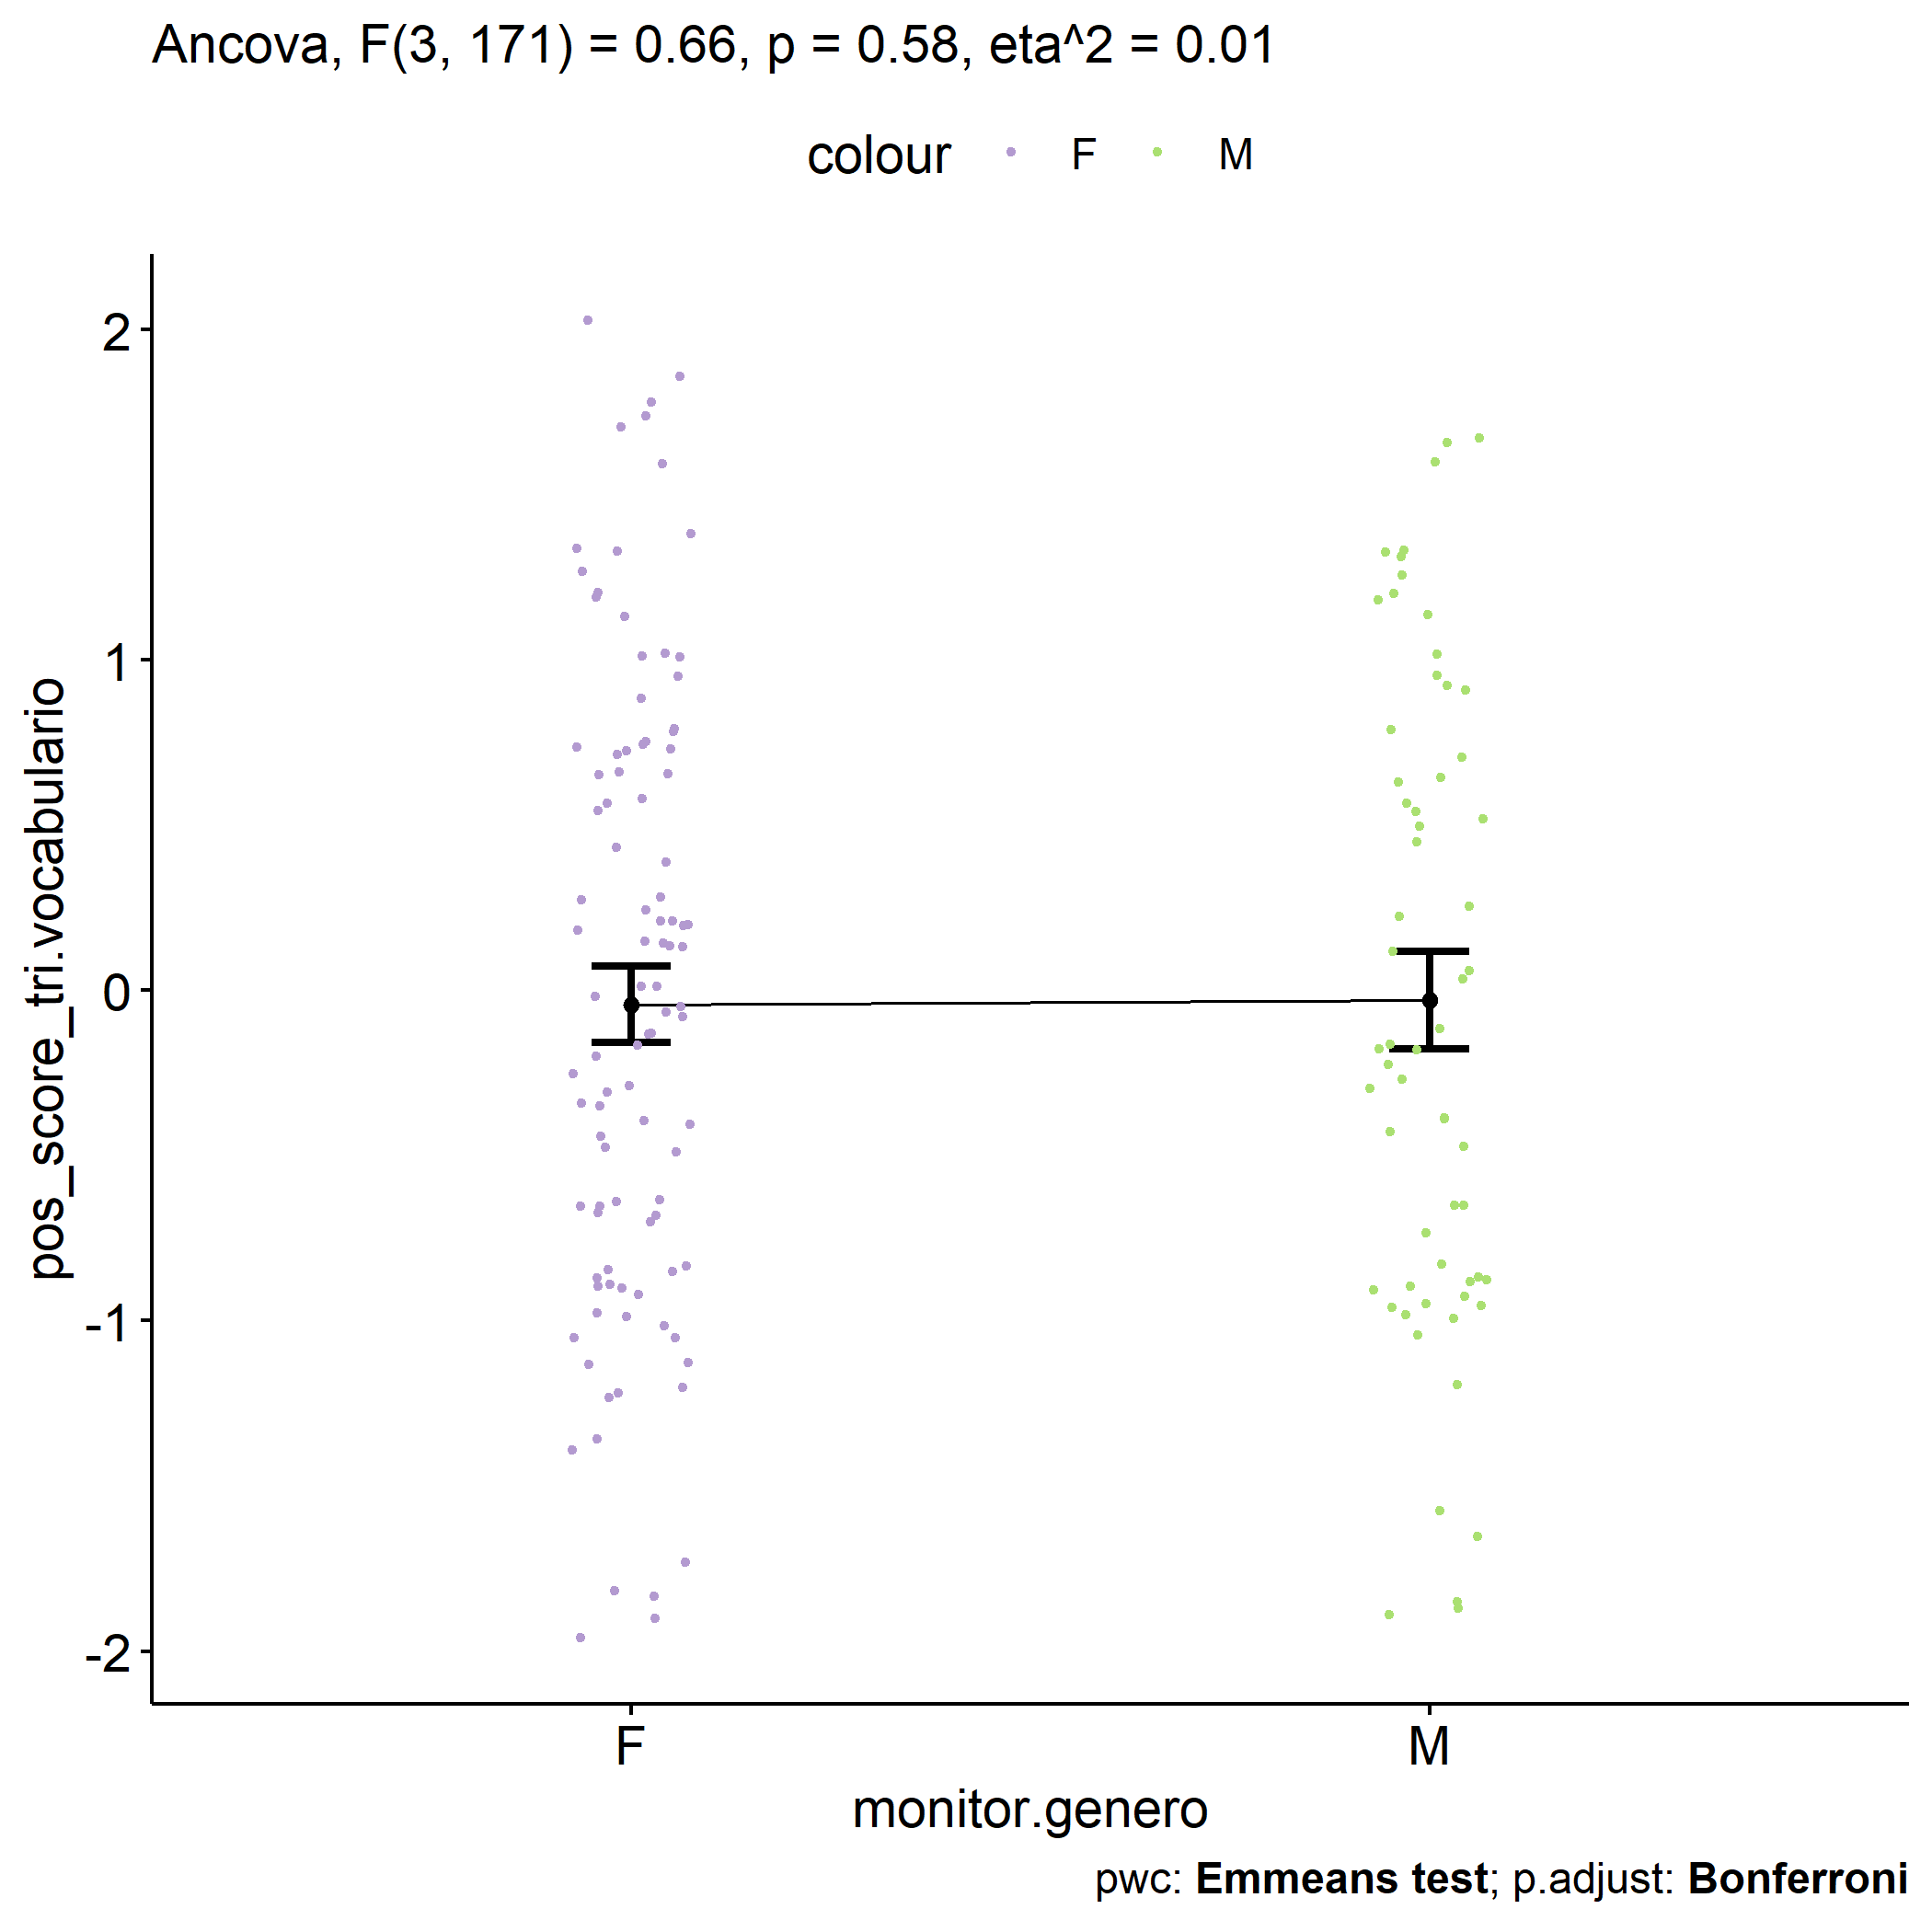 Ancova, F(3, 171) = 0.66, p = 0.58, eta^2 = 0.01
colour F M
pos_score_tri.vocabulario
2
1
0
-1
-2
F M
monitor.genero
pwc: Emmeans test; p.adjust: Bonferroni